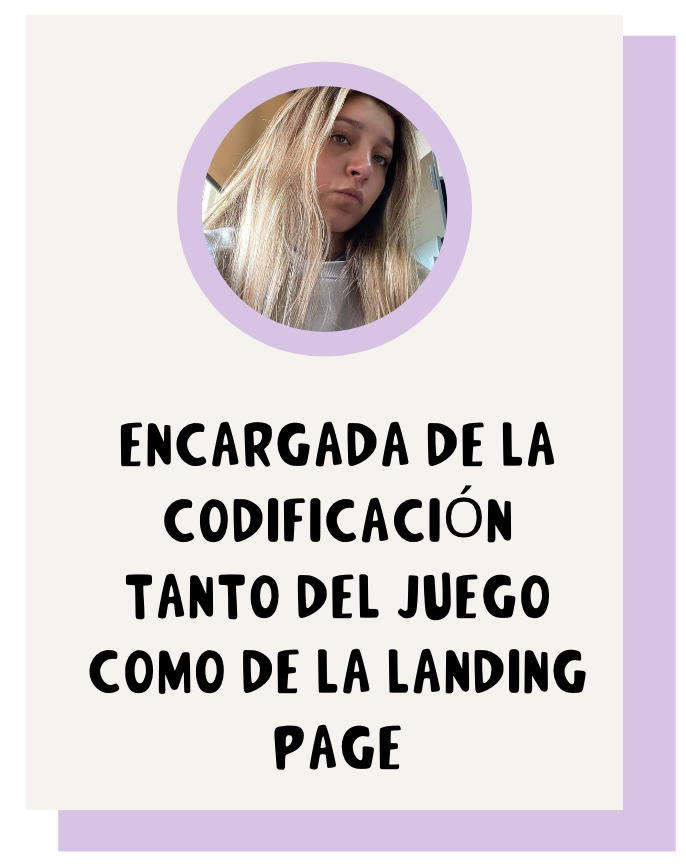 ENCARGADA DE LA
CODIFICACIÓN
TANTO DEL JUEGO
COMO DE LA LANDING
PAGE